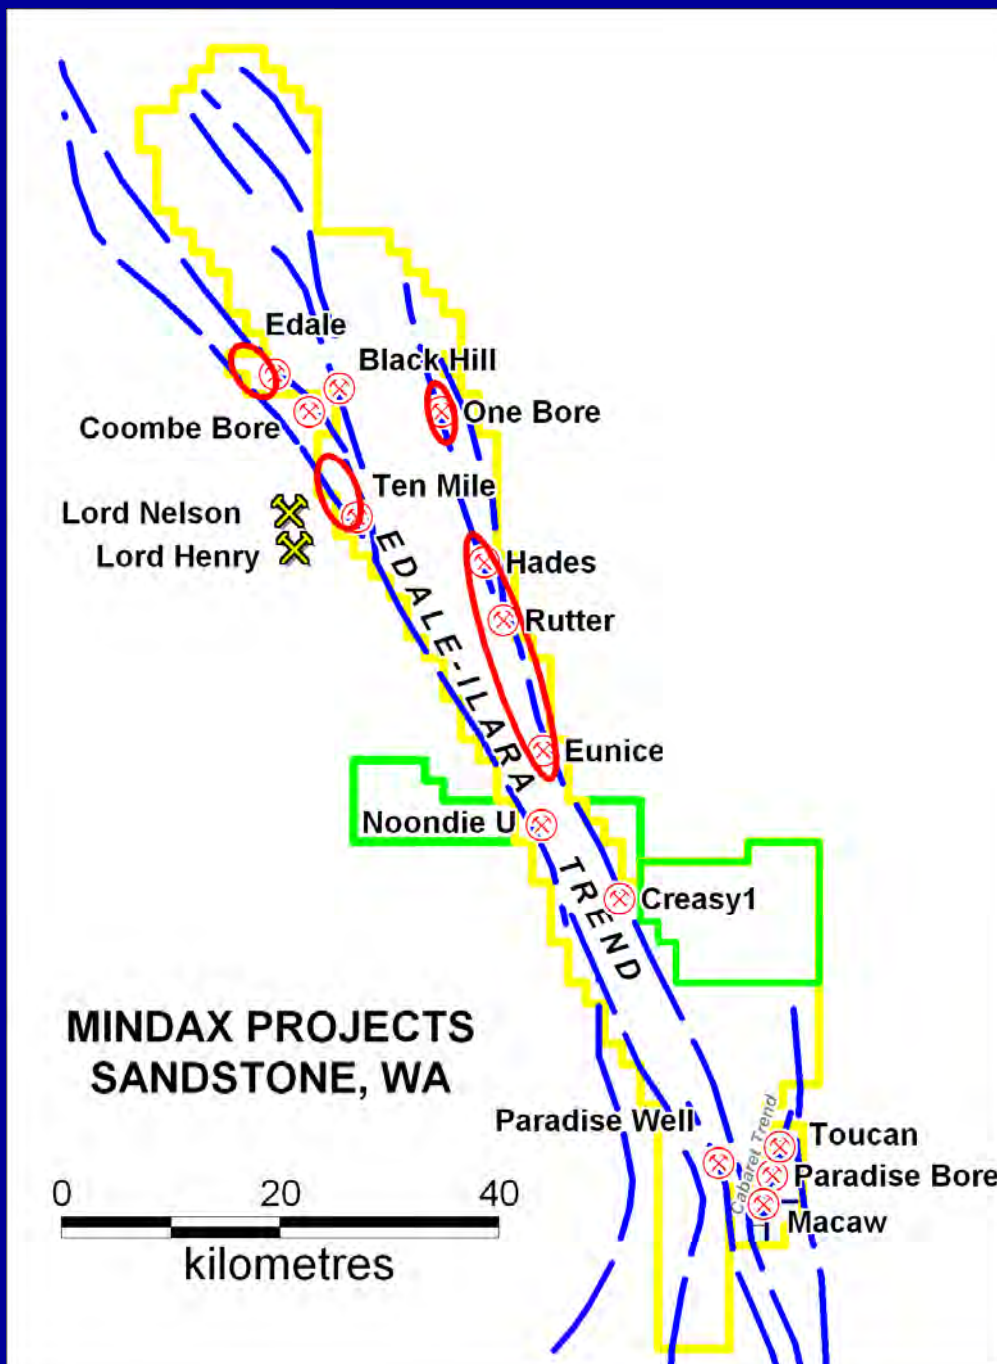 Edale
Black Hill
One Bore
Coombe Bore
Ten Mile
Lord Nelson
Lord Henry
Hades
Rutter
EDALE-ILARA TREND
Eunice
Noondie U
Creasy1
MINDAX PROJECTS
SANDSTONE, WA
Paradise Well
Cabaret Trend
Toucan
Paradise Bore
Macaw
0 20 40
kilometres